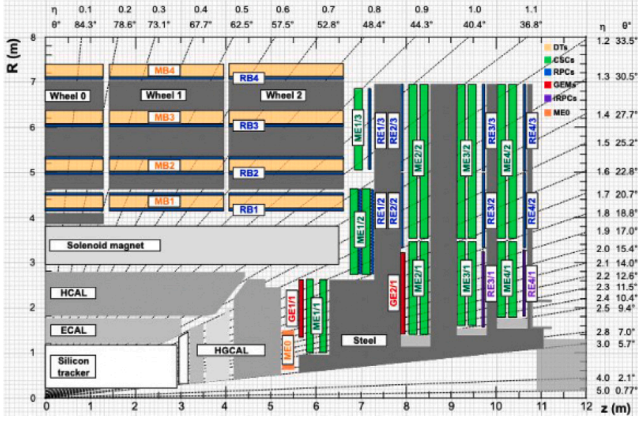 η 0.1 0.2 0.3 0.4 0.5 0.6 0.7 0.8 0.9 1.0 1.1
θ° 84.3° 78.6° 73.1° 67.7° 62.5° 57.5° 52.8° 48.4° 44.3° 40.4° 36.8° η θ°
R (m)
8
7
6
5
4
3
2
1
0
1.2 33.5°
1.3 30.5°
1.4 27.7°
1.5 25.2°
1.6 22.8°
1.7 20.7°
1.8 18.8°
1.9 17.0°
2.0 15.4°
2.1 14.0°
2.2 12.6°
2.3 11.5°
2.4 10.4°
2.5 9.4°
2.8 7.0°
3.0 5.7°
4.0 2.1°
5.0 0.77°
DTs
CSCs
RPCs
GEMs
iRPCs
ME0
MB4
RB4
Wheel 0
Wheel 1
Wheel 2
MB3
RB3
MB2
RB2
MB1
RB1
Solenoid magnet
HCAL
ECAL
Silicon tracker
HGCAL
Steel
ME0
GE1/1
ME1/1
ME1/2
ME1/3
RE1/3
RE2/3
RE1/2
RE2/2
GE2/1
ME2/1
ME2/2
ME3/1
ME3/2
RE3/1
RE3/2
RE3/3
ME4/1
ME4/2
RE4/1
RE4/2
RE4/3
0 1 2 3 4 5 6 7 8 9 10 11 12
z (m)